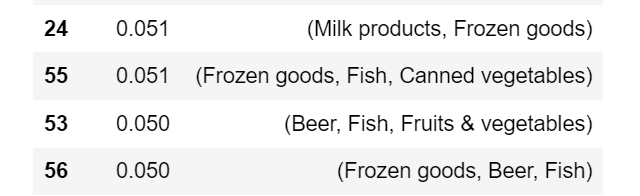 24 0.051 (Milk products, Frozen goods)
55 0.051 (Frozen goods, Fish, Canned vegetables)
53 0.050 (Beer, Fish, Fruits & vegetables)
56 0.050 (Frozen goods, Beer, Fish)